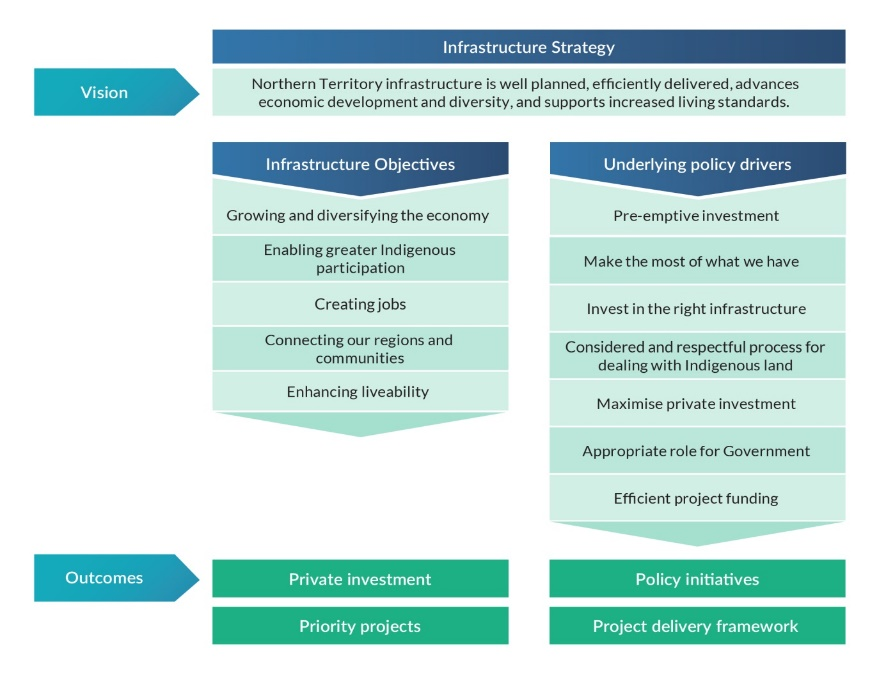 Infrastructure Strategy
Vision
Northern Territory infrastructure is well planned, efficiently delivered, advances
economic development and diversity, and supports increased living standards.
Infrastructure Objectives
Growing and diversifying the economy
Enabling greater Indigenous
participation
Creating jobs
Connecting our regions and
communities
Enhancing liveability
Underlying policy drivers
Pre-emptive investment
Make the most of what we have
Invest in the right infrastructure
Considered and respectful process for
dealing with Indigenous land
Maximise private investment
Appropriate role for Government
Efficient project funding
Outcomes
Private investment
Policy initiatives
Priority projects
Project delivery framework